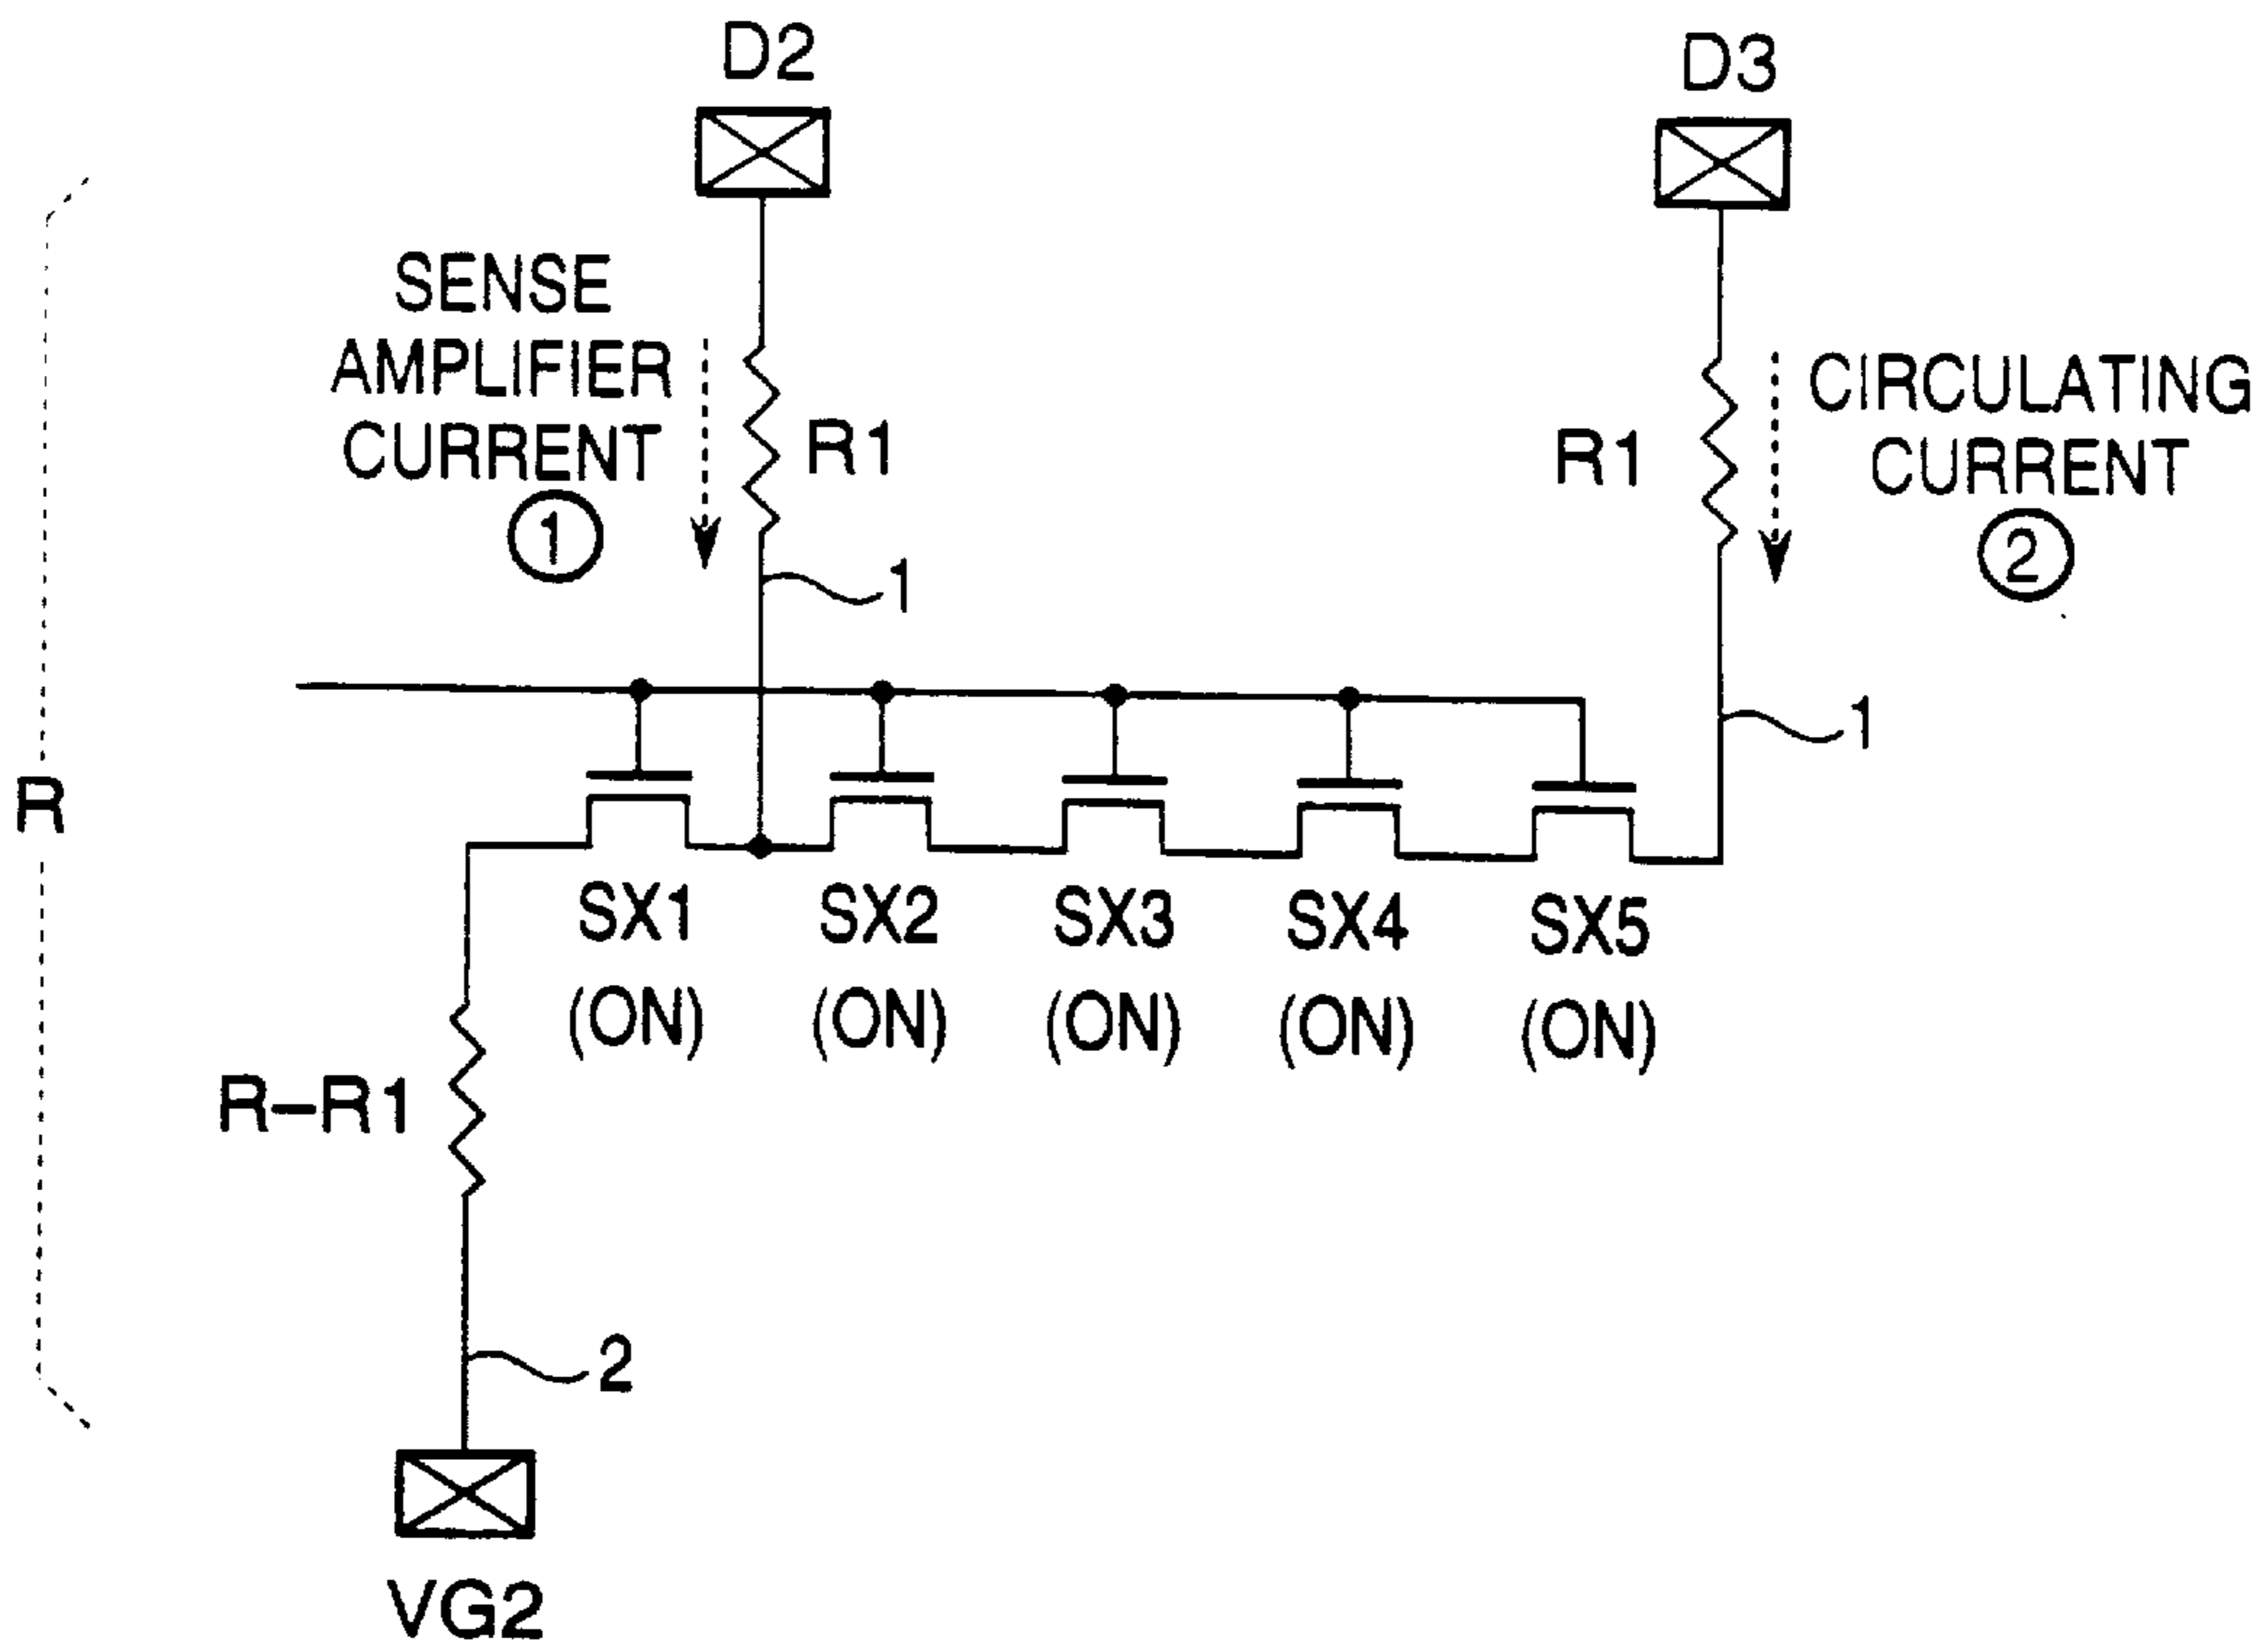 D2
D3
SENSE
AMPLIFIER
CURRENT
①
R1
R1
CIRCULATING
CURRENT
②
1
1
R
SX1
SX2
SX3
SX4
SX5
(ON)
(ON)
(ON)
(ON)
(ON)
R–R1
2
VG2